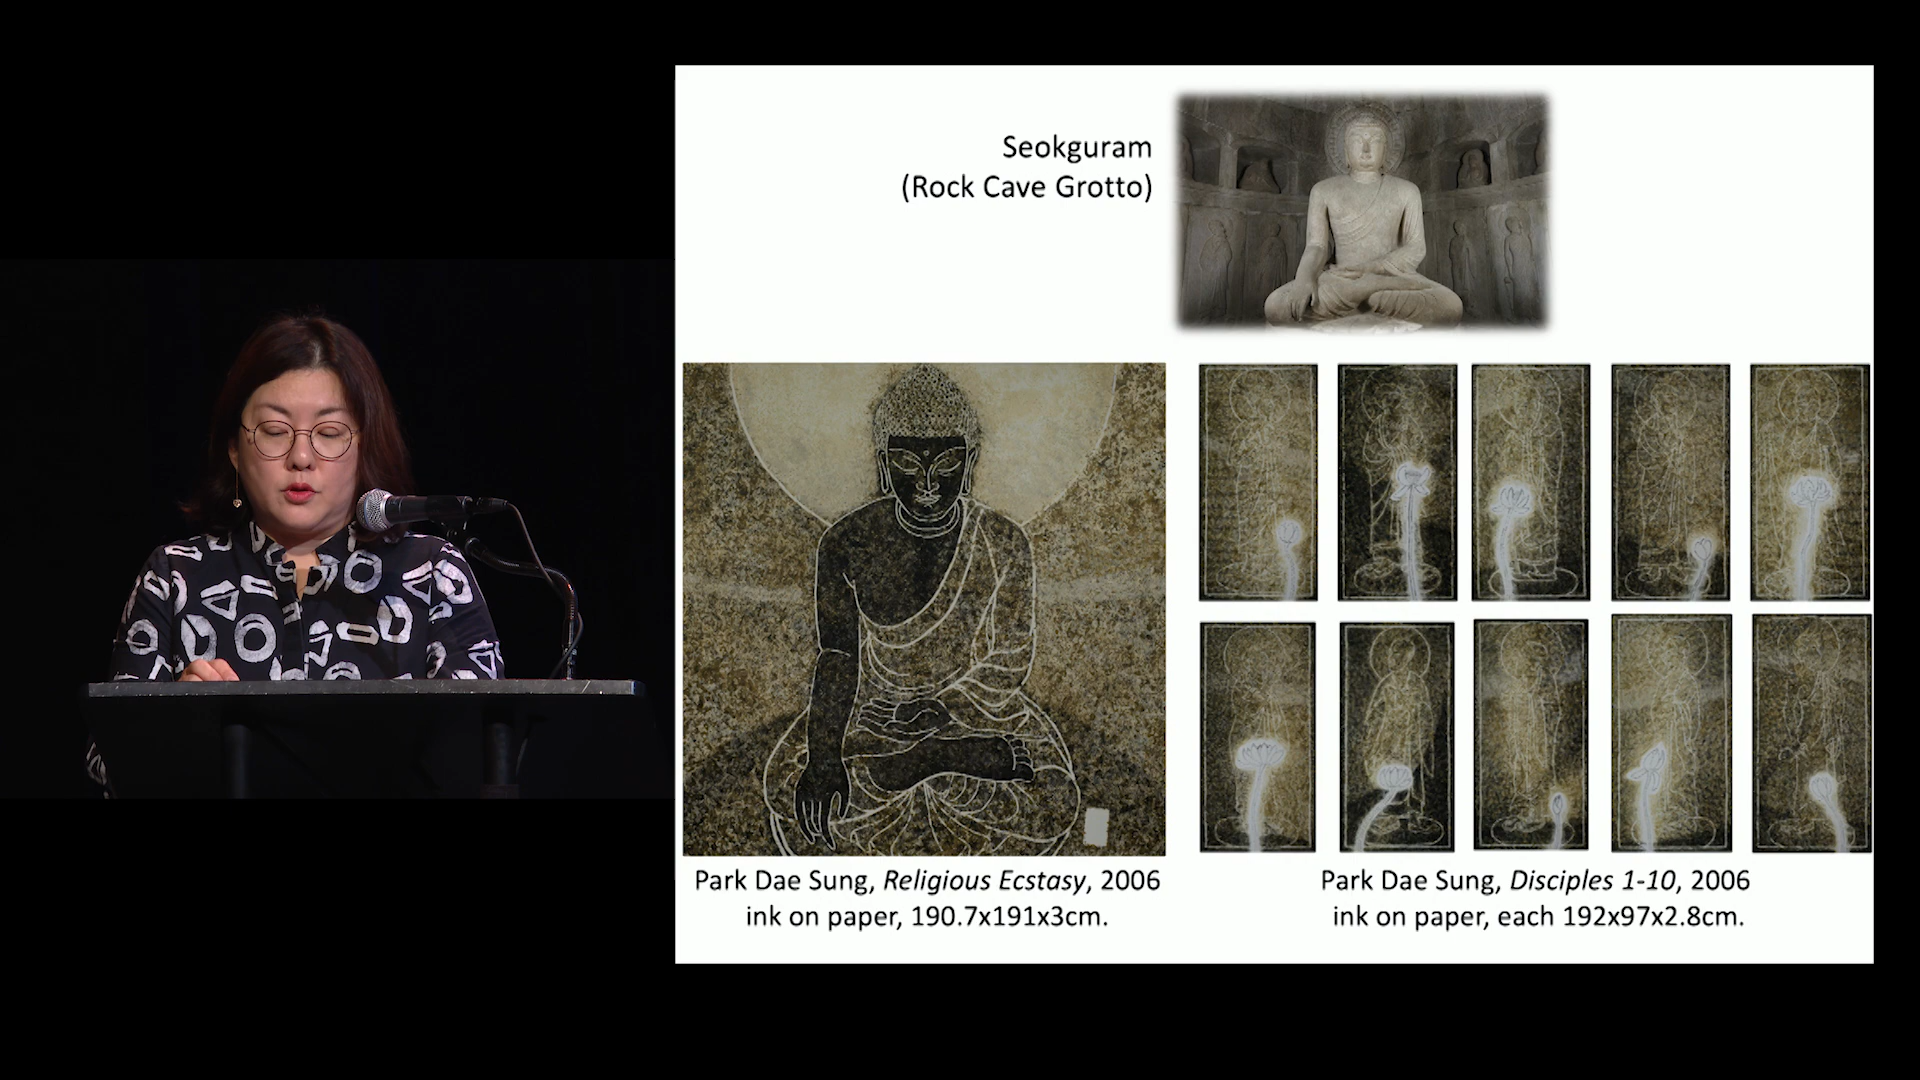 Seokguram
(Rock Cave Grotto)
Park Dae Sung, Religious Ecstasy, 2006
ink on paper, 190.7x191x3cm.
Park Dae Sung, Disciples 1-10, 2006
ink on paper, each 192x97x2.8cm.